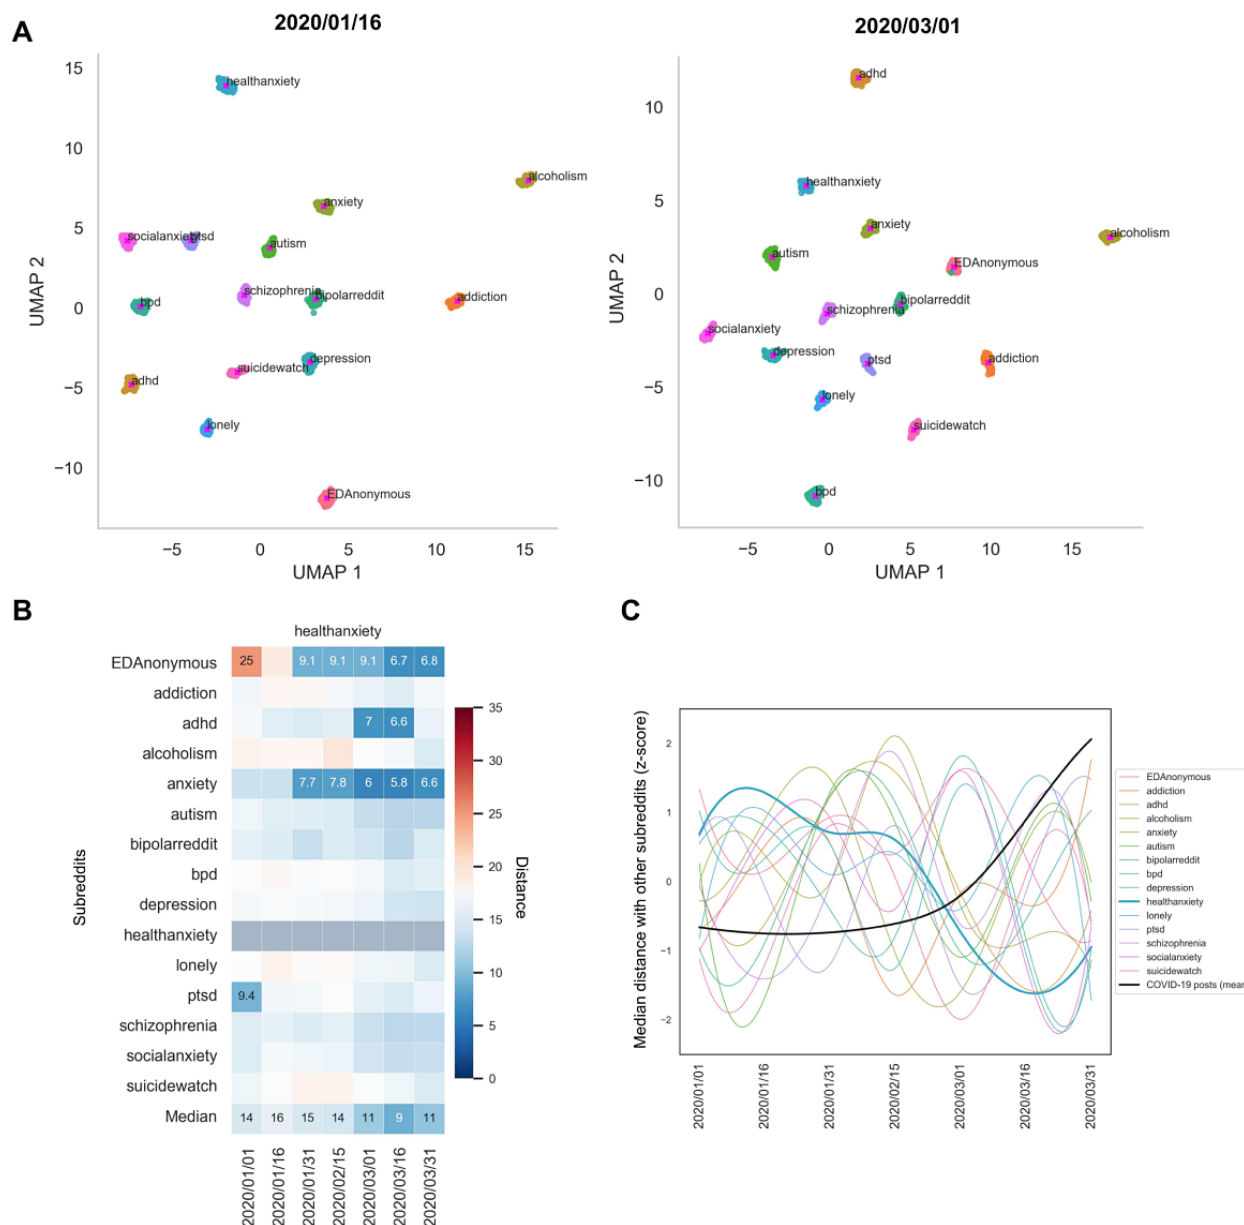 A
2020/01/16
2020/03/01
15
10
5
0
−5
−10
UMAP 2
healthanxiety
alcoholism
anxiety
socialanxiety
ptsd
autism
schizophrenia
bipolarreddit
addiction
bpd
depression
suicidewatch
adhd
lonely
EDAnonymous
−5
0
5
10
15
UMAP 1
10
5
0
−5
−10
UMAP 2
adhd
healthanxiety
anxiety
alcoholism
autism
EDAnonymous
bipolarreddit
schizophrenia
socialanxiety
depression
ptsd
addiction
lonely
suicidewatch
bpd
−5
0
5
10
15
UMAP 1
B
healthanxiety
Subreddits
EDAnonymous 25 9.1 9.1 9.1 6.7 6.8
addiction
adhd 7 6.6
alcoholism
anxiety 7.7 7.8 6 5.8 6.6
autism
bipolarreddit
bpd
depression
healthanxiety
lonely
ptsd 9.4
schizophrenia
socialanxiety
suicidewatch
Median 14 16 15 14 11 9 11
2020/01/01
2020/01/16
2020/01/31
2020/02/15
2020/03/01
2020/03/16
2020/03/31
35
30
25
20
15
10
5
0
Distance
C
Median distance with other subreddits (z-score)
2
1
0
−1
−2
2020/01/01
2020/01/16
2020/01/31
2020/02/15
2020/03/01
2020/03/16
2020/03/31
EDAnonymous
addiction
adhd
alcoholism
anxiety
autism
bipolarreddit
bpd
depression
healthanxiety
lonely
ptsd
schizophrenia
socialanxiety
suicidewatch
COVID-19 posts (mean